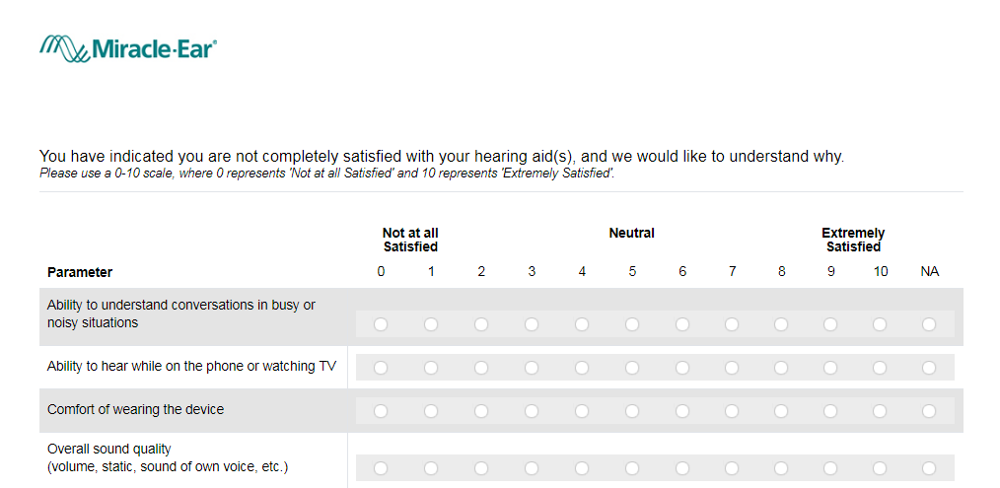 Miracle-Ear®
You have indicated you are not completely satisfied with your hearing aid(s), and we would like to understand why.
Please use a 0-10 scale, where 0 represents 'Not at all Satisfied' and 10 represents 'Extremely Satisfied'.
Not at all Neutral Extremely
Satisfied Satisfied
Parameter 0 1 2 3 4 5 6 7 8 9 10 NA
Ability to understand conversations in busy or
noisy situations
Ability to hear while on the phone or watching TV
Comfort of wearing the device
Overall sound quality
(volume, static, sound of own voice, etc.)